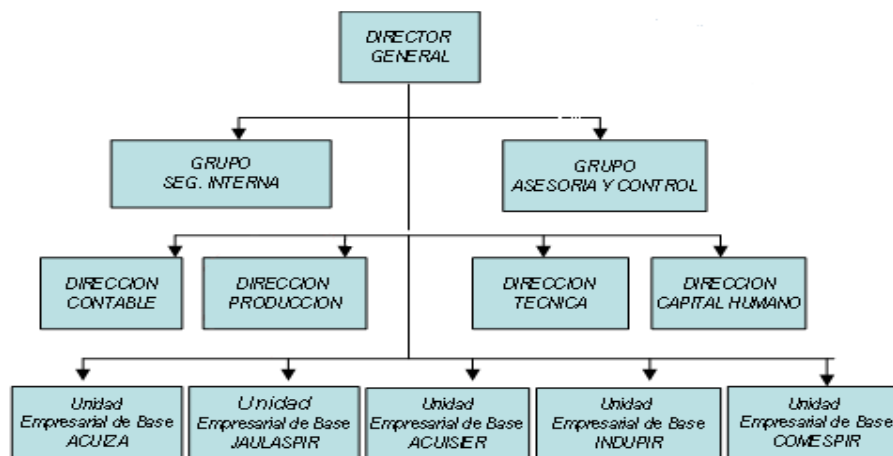 DIRECTOR
GENERAL
GRUPO
SEG. INTERNA
GRUPO
ASESORIA Y CONTROL
DIRECCION
CONTABLE
DIRECCION
PRODUCCION
DIRECCION
TECNICA
DIRECCION
CAPITAL HUMANO
Unidad
Empresarial de Base
ACUIZA
Unidad
Empresarial de Base
JAULASPIR
Unidad
Empresarial de Base
ACUISIER
Unidad
Empresarial de Base
INDUPIR
Unidad
Empresarial de Base
COMESPIR